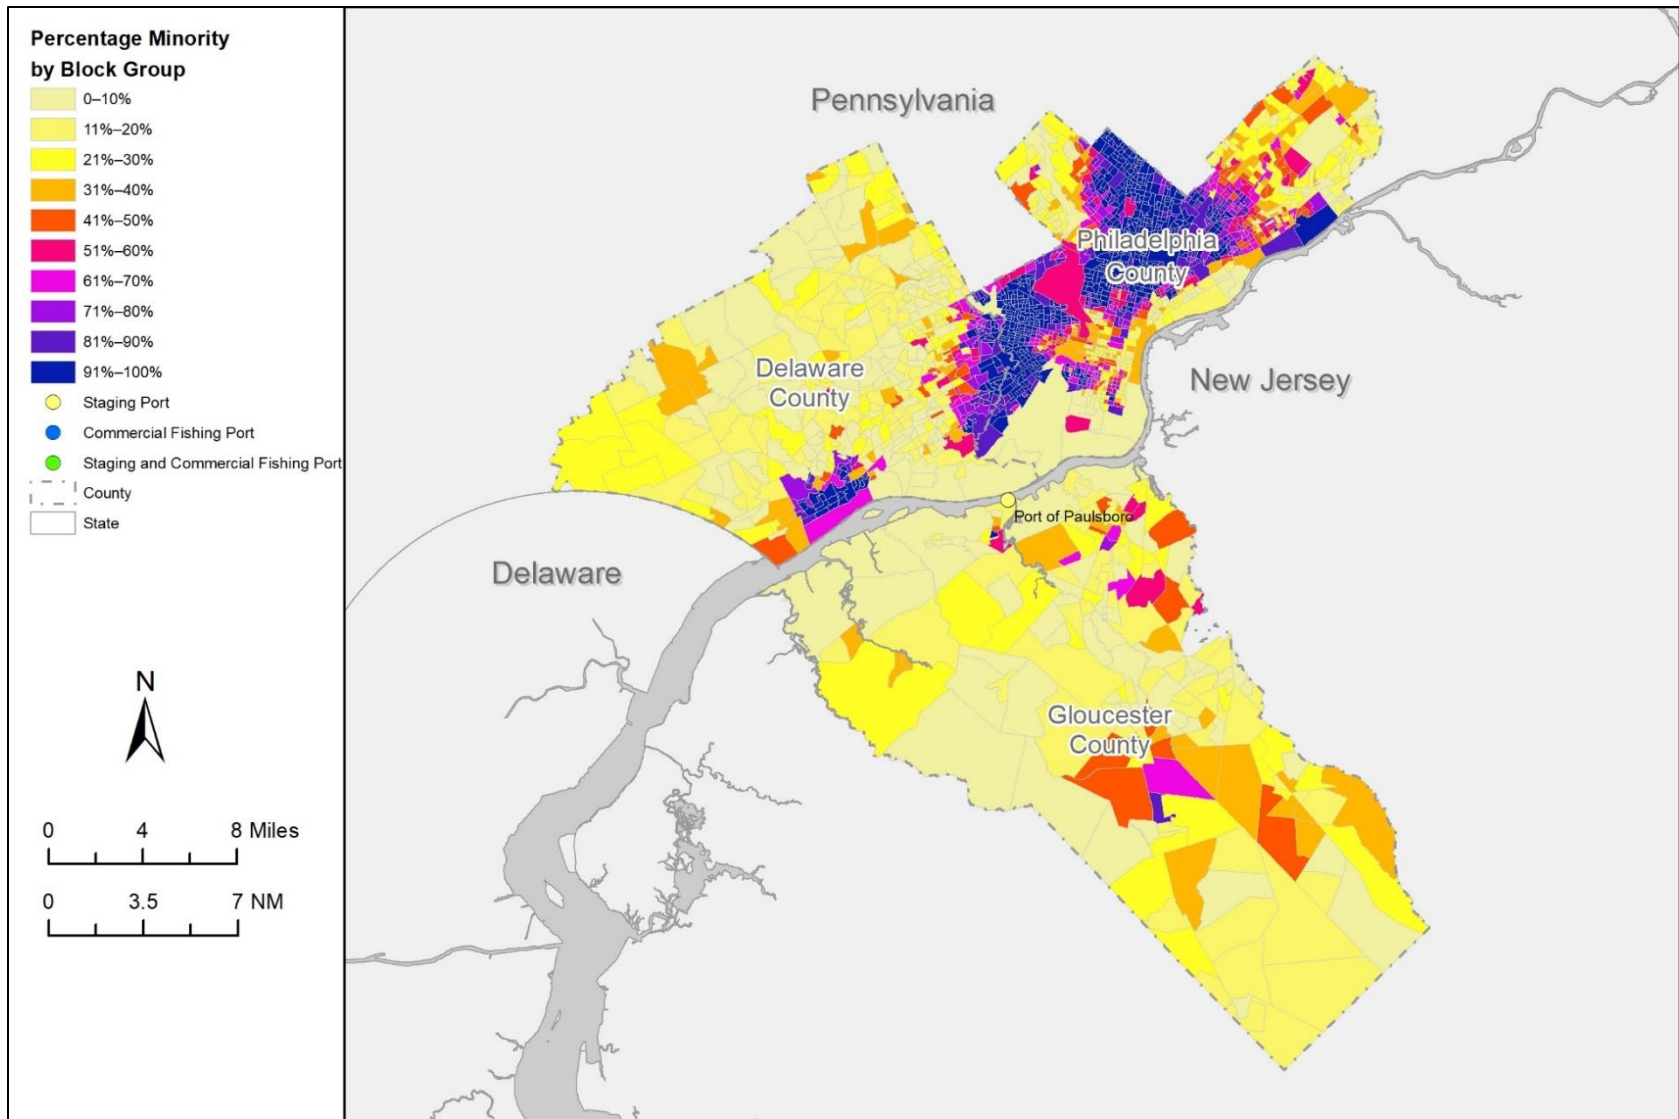 Percentage Minority
by Block Group
0–10%
11%–20%
21%–30%
31%–40%
41%–50%
51%–60%
61%–70%
71%–80%
81%–90%
91%–100%
Staging Port
Commercial Fishing Port
Staging and Commercial Fishing Port
County
State
N
0 4 8 Miles
0 3.5 7 NM
Pennsylvania
Philadelphia
County
Delaware
County
New Jersey
Port of Paulsboro
Delaware
Gloucester
County